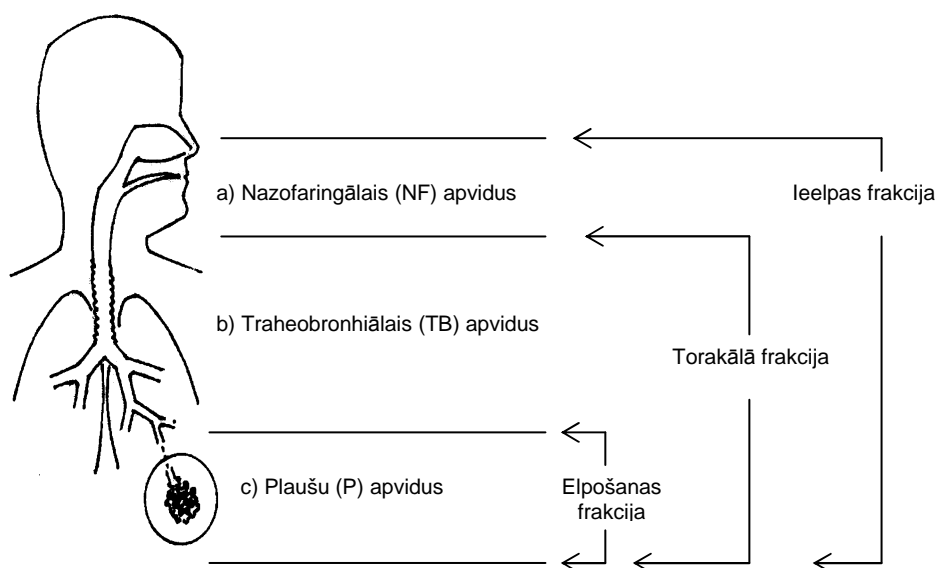 a) Nazofaringālais (NF) apvidus
Ieelpas frakcija
b) Traheobronhiālais (TB) apvidus
Torakālā frakcija
c) Plaušu (P) apvidus
Elpošanas
frakcija